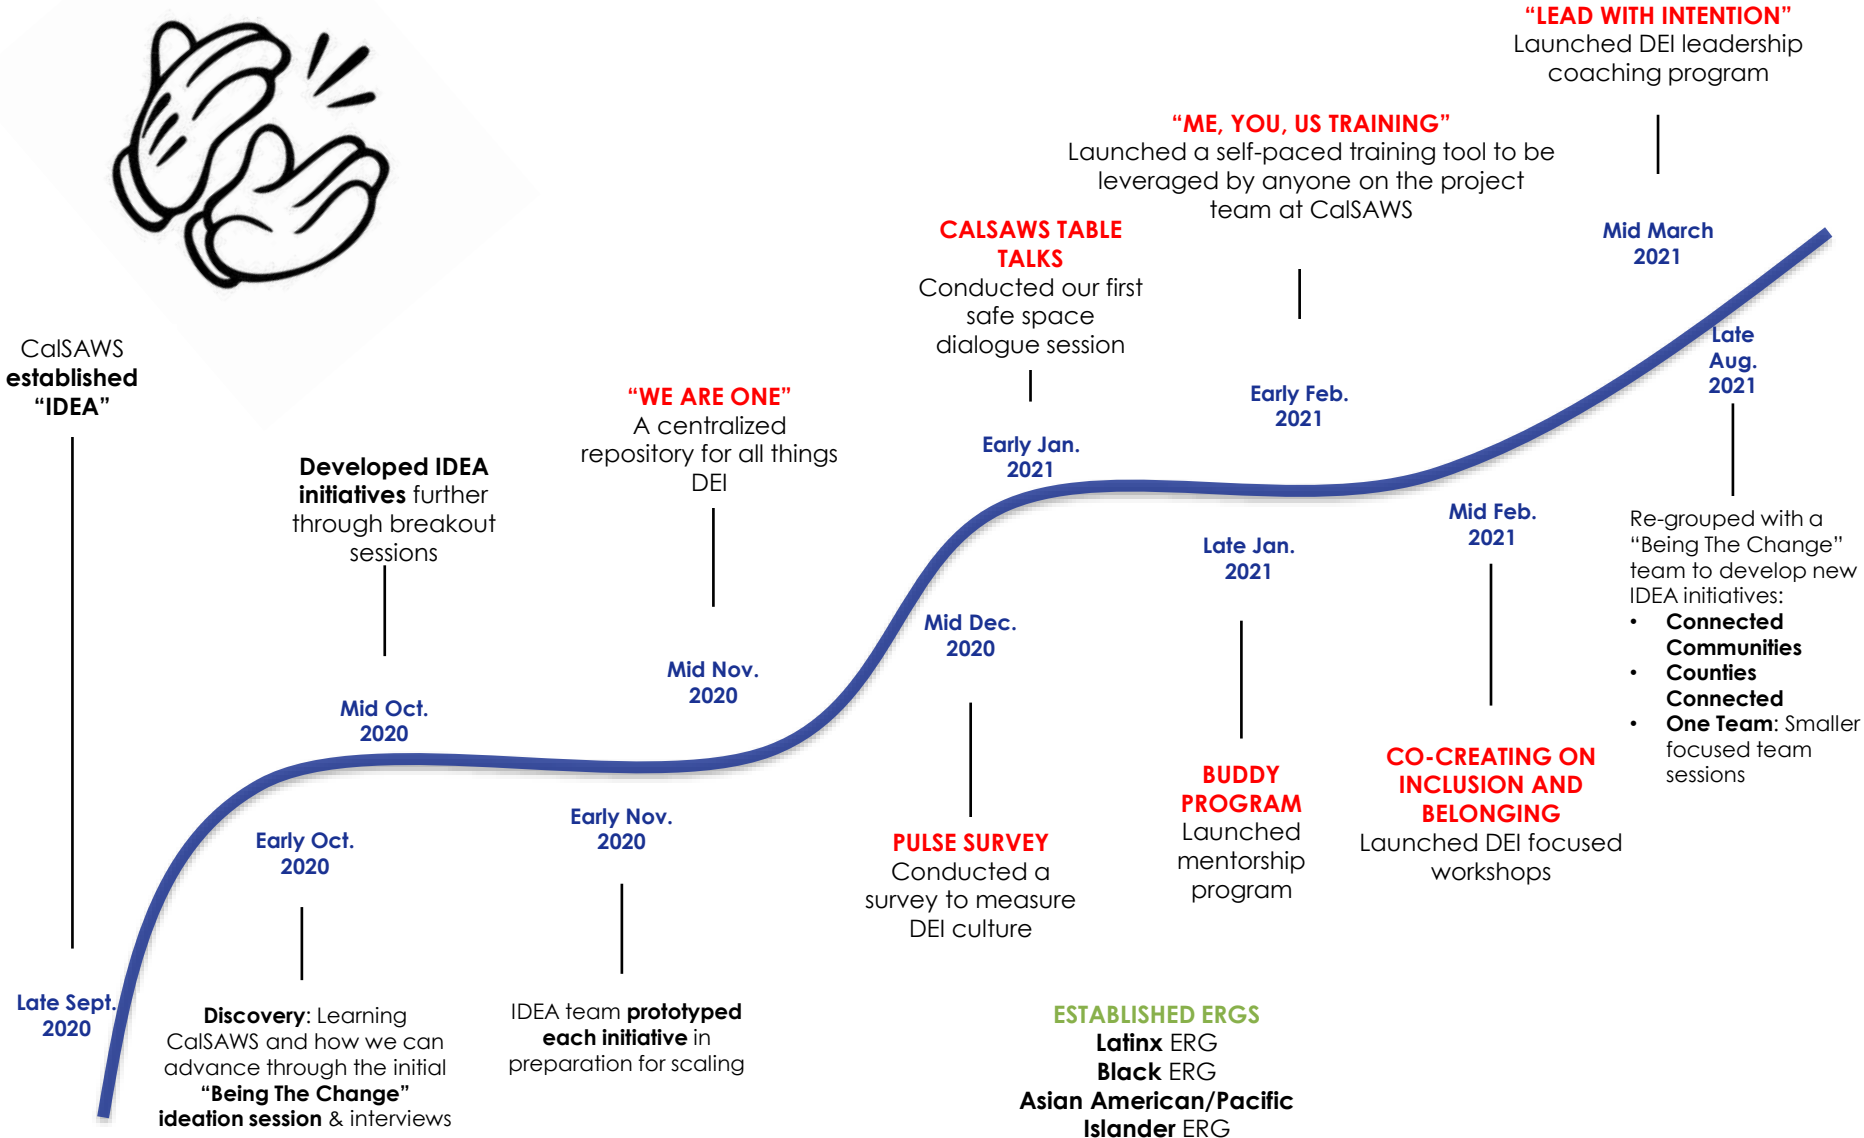 CalSAWS
established
“IDEA”
Late Sept.
2020
Early Oct.
2020
Discovery: Learning
CalSAWS and how we can
advance through the initial
“Being The Change”
ideation session & interviews
Developed IDEA
initiatives further
through breakout
sessions
Mid Oct.
2020
Early Nov.
2020
IDEA team prototyped
each initiative in
preparation for scaling
“WE ARE ONE”
A centralized
repository for all things
DEI
Mid Nov.
2020
Mid Dec.
2020
PULSE SURVEY
Conducted a
survey to measure
DEI culture
CALSAWS TABLE
TALKS
Conducted our first
safe space
dialogue session
Early Jan.
2021
Late Jan.
2021
BUDDY
PROGRAM
Launched
mentorship
program
“ME, YOU, US TRAINING”
Launched a self-paced training tool to be
leveraged by anyone on the project
team at CalSAWS
Early Feb.
2021
Mid Feb.
2021
CO-CREATING ON
INCLUSION AND
BELONGING
Launched DEI focused
workshops
“LEAD WITH INTENTION”
Launched DEI leadership
coaching program
Mid March
2021
Late
Aug.
2021
Re-grouped with a
“Being The Change”
team to develop new
IDEA initiatives:
• Connected
Communities
• Counties
Connected
• One Team: Smaller
focused team
sessions
ESTABLISHED ERGS
Latinx ERG
Black ERG
Asian American/Pacific
Islander ERG